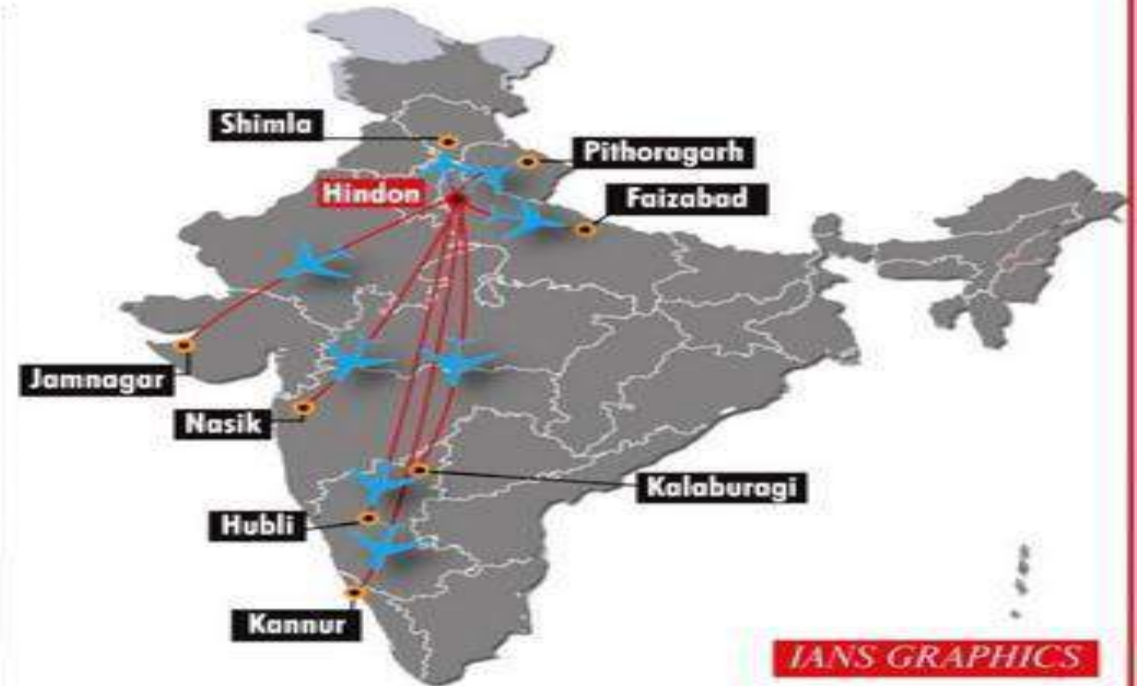 Shimla
Pithoragarh
Hindon
Faizabad
Jamnagar
Nasik
Kalaburagi
Hubli
Kannur
IANS GRAPHICS